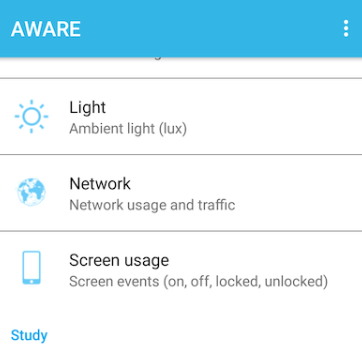 AWARE
Light
Ambient light (lux)
Network
Network usage and traffic
Screen usage
Screen events (on, off, locked, unlocked)
Study